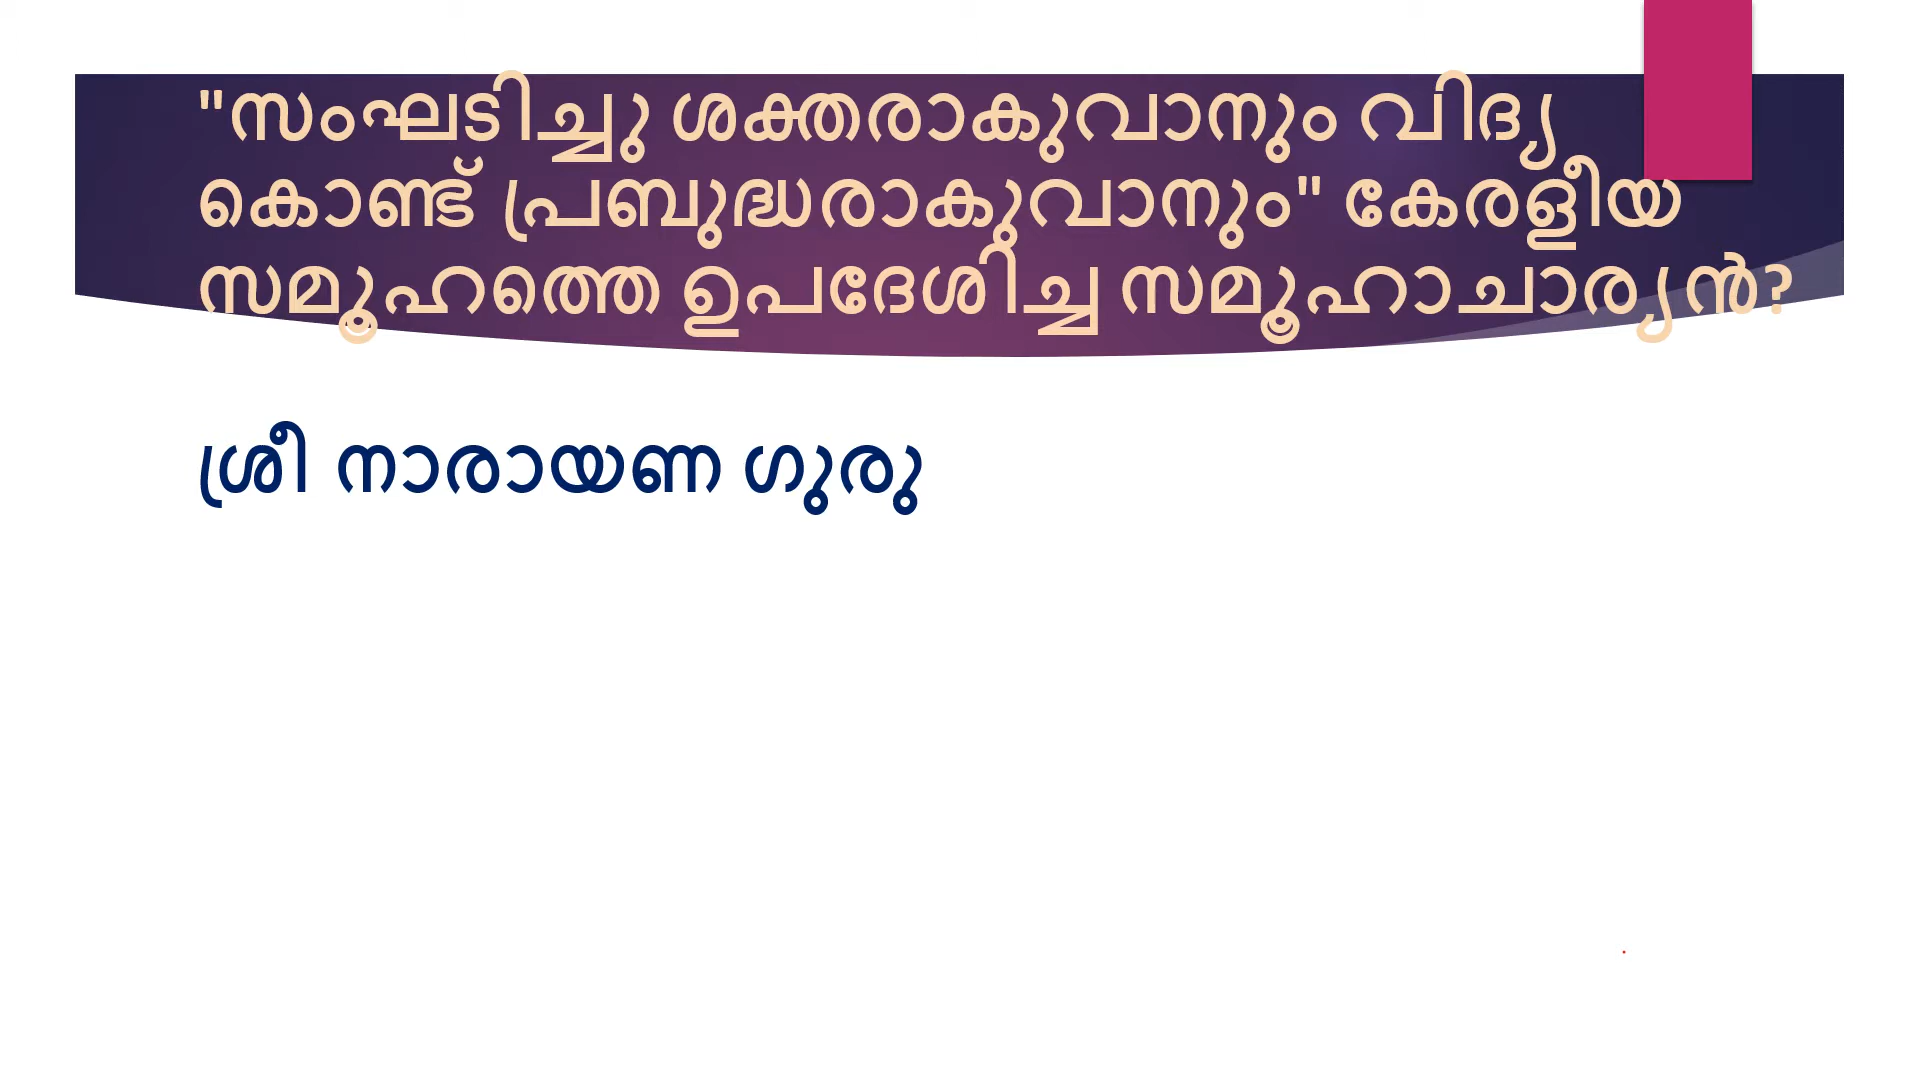 "സംഘടിച്ചു ശക്തരാകുവാനും വിദ്യ
കൊണ്ട് പ്രബുദ്ധരാകുവാനും" കേരളീയ
സമൂഹത്തെ ഉപദേശിച്ച സമൂഹാചാര്യൻ?
ശ്രീ നാരായണ ഗുരു